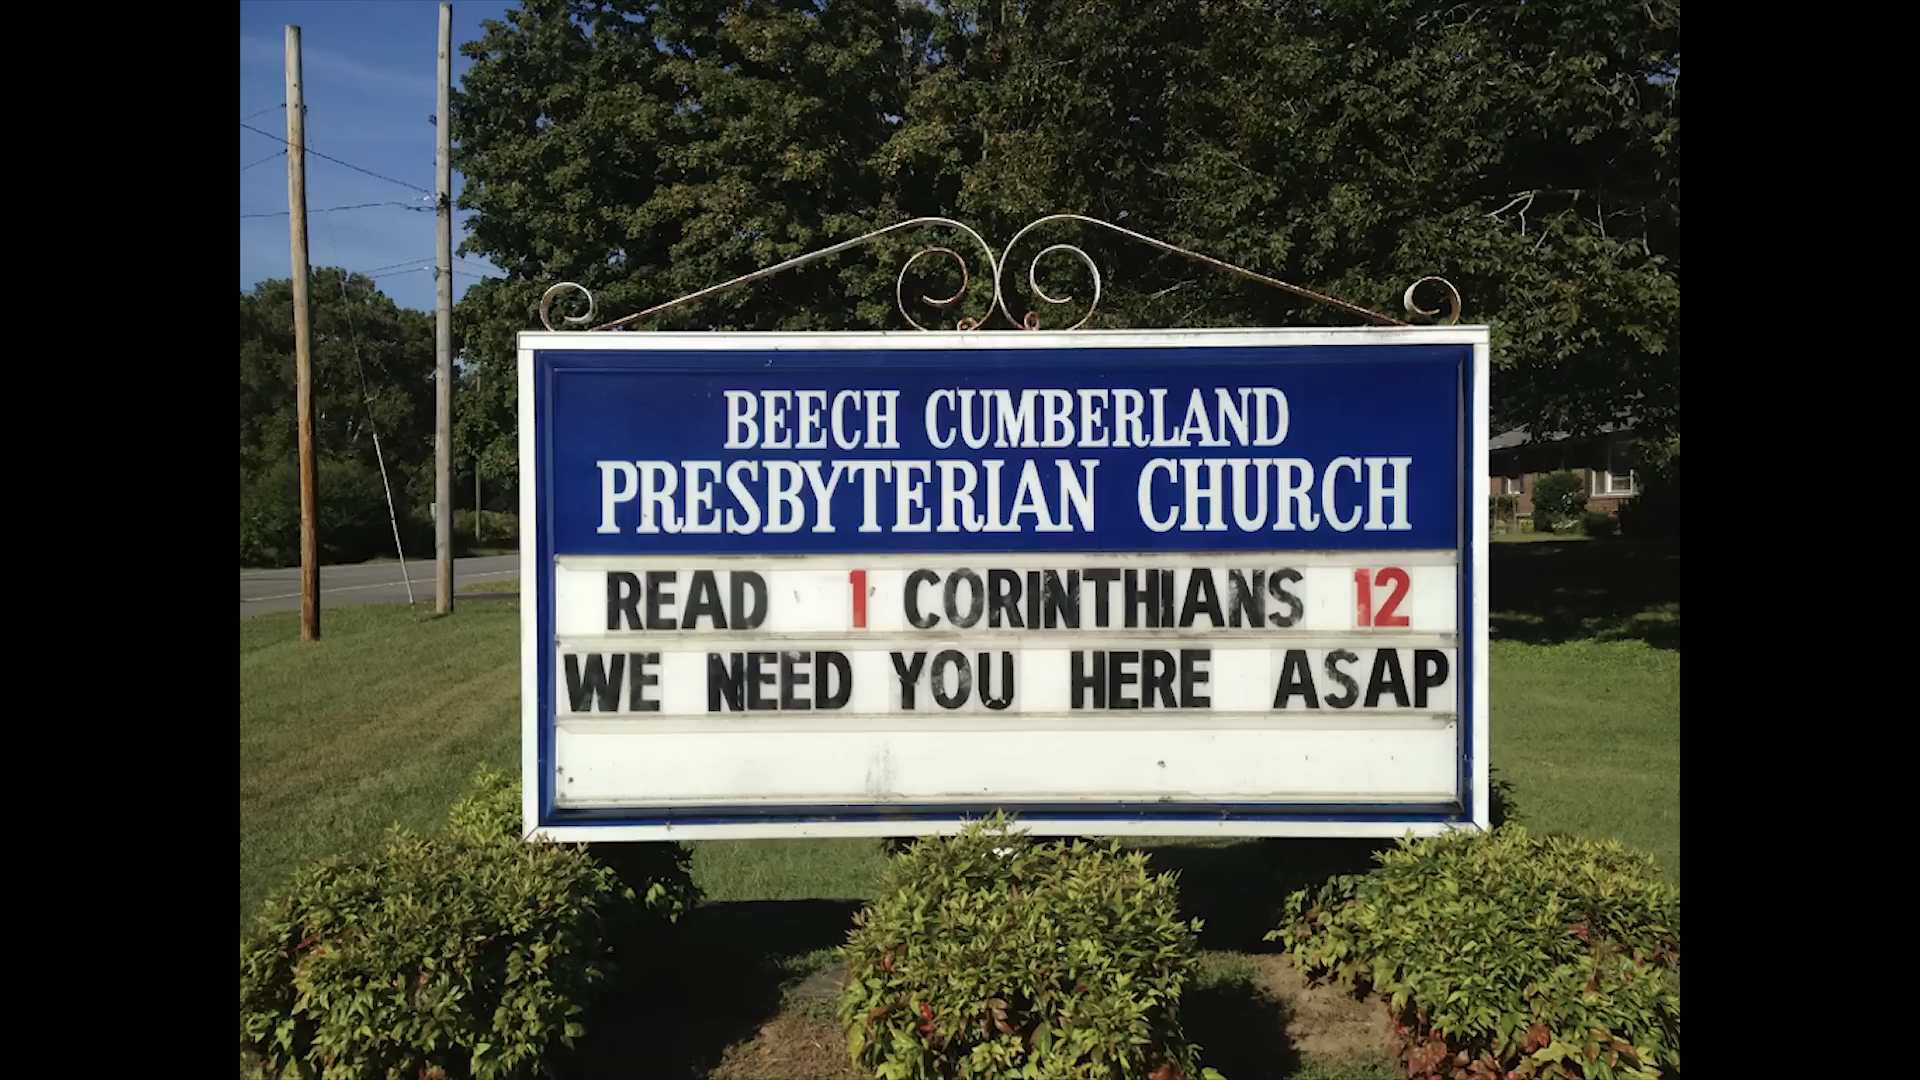 BEECH CUMBERLAND
PRESBYTERIAN CHURCH
READ 1 CORINTHIANS 12
WE NEED YOU HERE ASAP